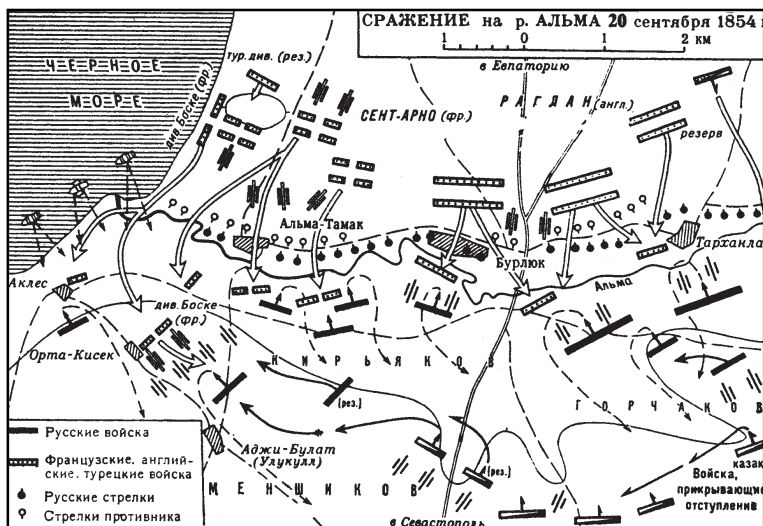 СРАЖЕНИЕ на р. АЛЬМА 20 сентября 1854
1 0 1 2
км
ЧЕРНОЕ
МОРЕ
див. Боске (фр.)
тур. див. (рез.)
в Евпаторию
СЕНТ-АРНО (фр.)
РАГЛАН (англ.)
резерв
Альма-Тамак
Бурлюк
Тарханла
Альма
Аклес
див. Боске
(фр.)
Орта-Кисек
КИРЬЯКОВ
ГОРЧАКОВ
(рез.)
Аджи-Булат
(Улукулл)
(рез.)
МЕНШИКОВ
казак
Войска,
прикрывающие
отступление
в Севастополь
Русские войска
Французские, англий-
ские, турецкие войска
Русские стрелки
Стрелки противника